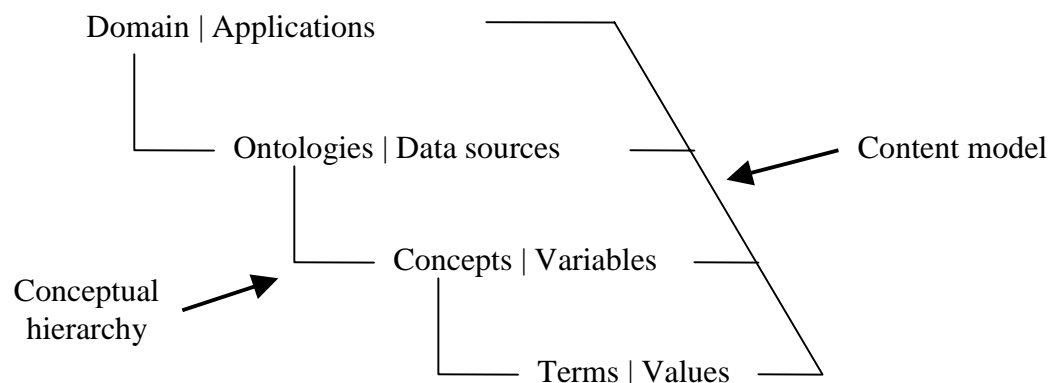 Domain | Applications
Ontologies | Data sources
Content model
Concepts | Variables
Conceptual
hierarchy
Terms | Values